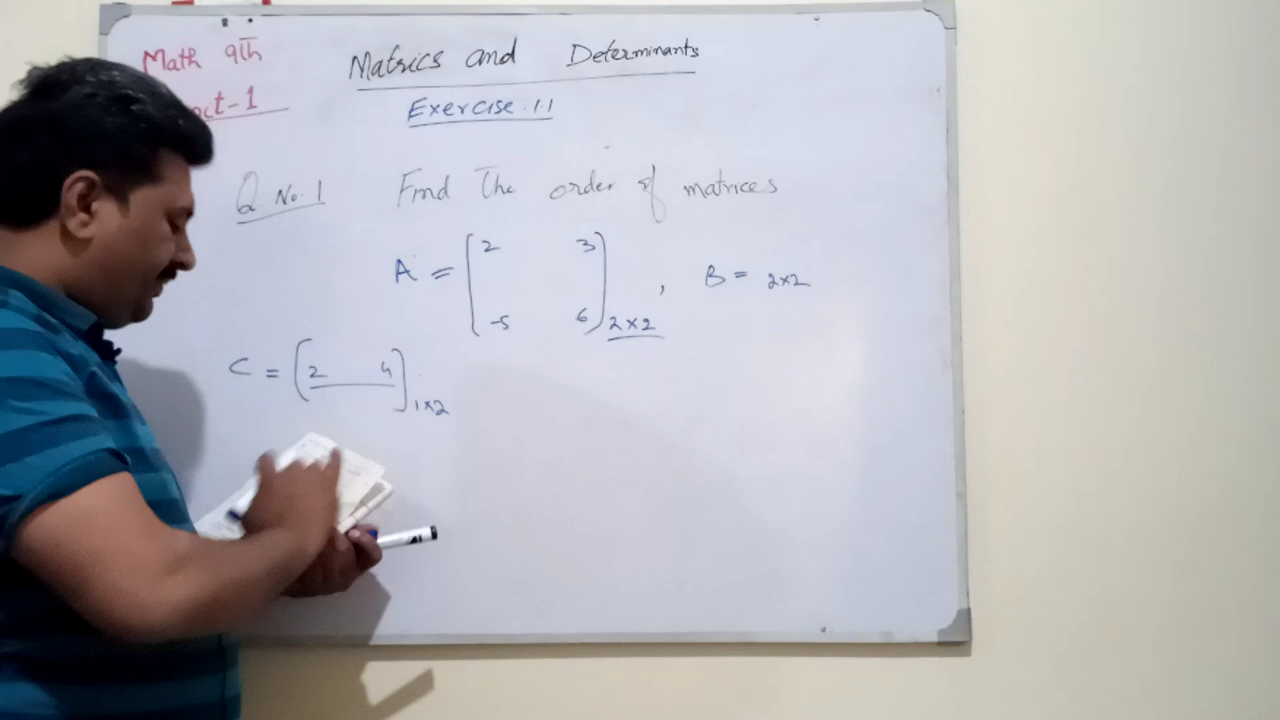 Math 9th
Matrics and Determinants
t-1
Exercise 1.1
Q. No. 1 Find The order of matrices
A = [2 3
-5 6] 2×2 , B = 2×2
C = [2 4] 1×2